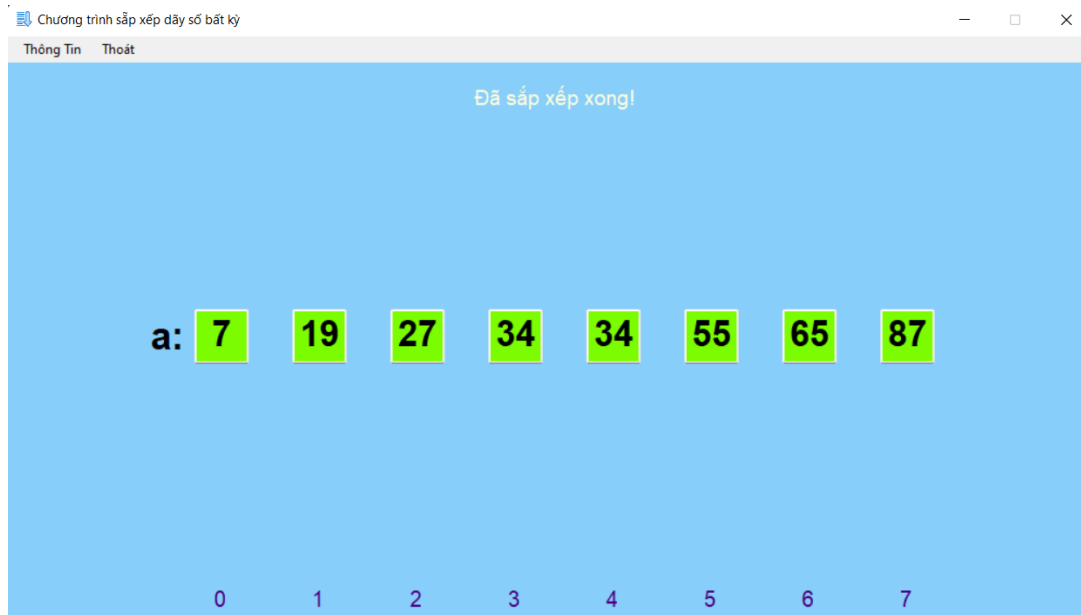 Chương trình sắp xếp dãy số bất kỳ
Thông Tin Thoát
Đã sắp xếp xong!
a: 7 19 27 34 34 55 65 87
0 1 2 3 4 5 6 7